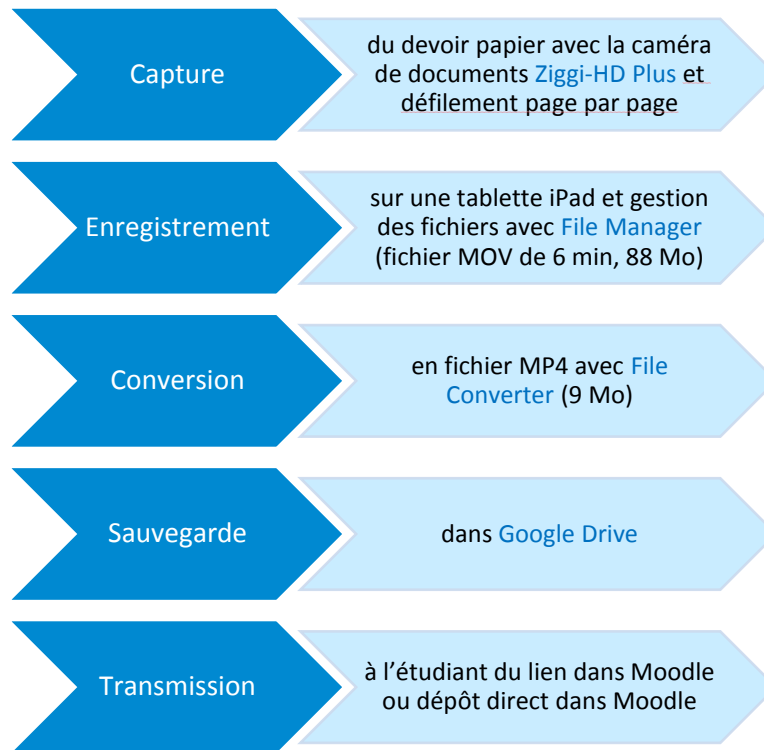 Capture
du devoir papier avec la caméra
de documents Ziggi-HD Plus et
défilement page par page
Enregistrement
sur une tablette iPad et gestion
des fichiers avec File Manager
(fichier MOV de 6 min, 88 Mo)
Conversion
en fichier MP4 avec File
Converter (9 Mo)
Sauvegarde
dans Google Drive
Transmission
à l’étudiant du lien dans Moodle
ou dépôt direct dans Moodle